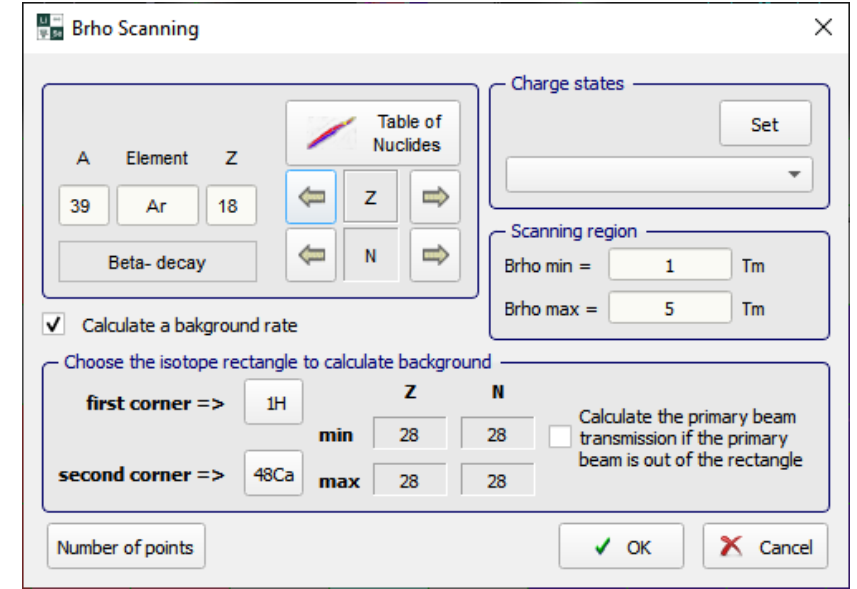 Brho Scanning
Charge states
Table of
Nuclides
Set
A Element Z
39 Ar 18
Z
N
Beta- decay
Scanning region
Brho min = 1 Tm
Brho max = 5 Tm
Calculate a bakground rate
Choose the isotope rectangle to calculate background
Z N
first corner => 1H
min 28 28
second corner => 48Ca
max 28 28
Calculate the primary beam
transmission if the primary
beam is out of the rectangle
Number of points
OK
Cancel